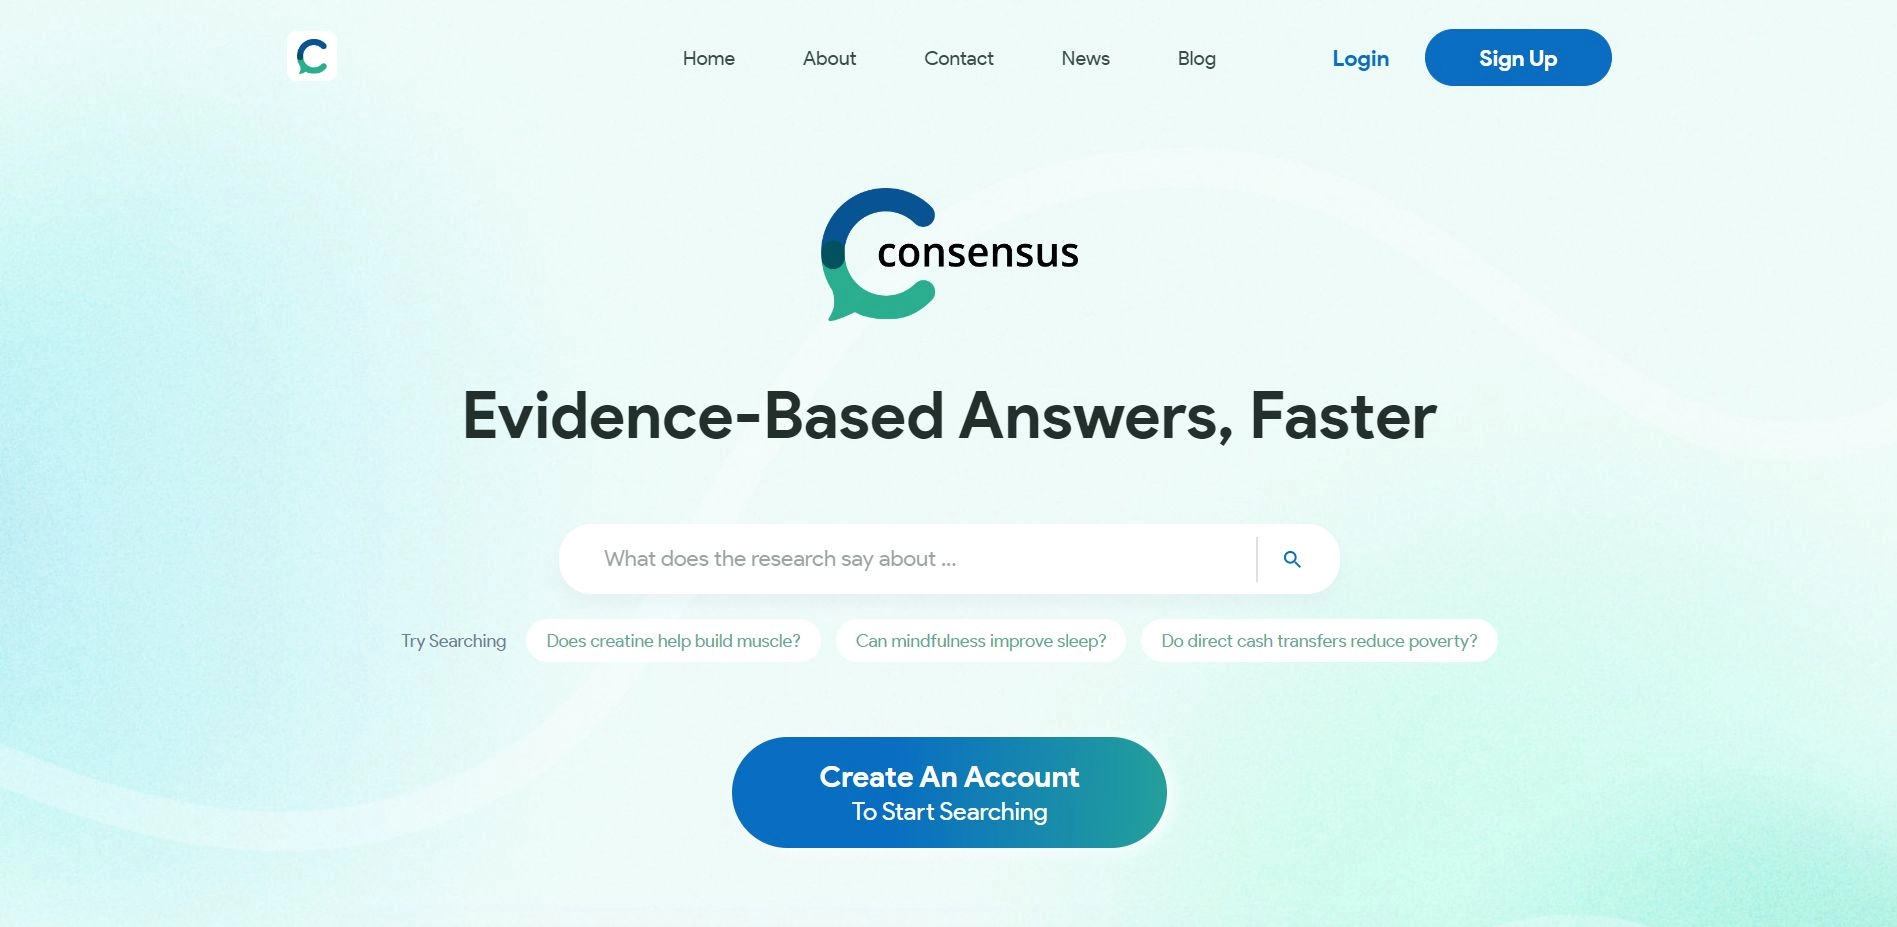 Home About Contact News Blog Login Sign Up
consensus
Evidence-Based Answers, Faster
What does the research say about ...
Try Searching Does creatine help build muscle? Can mindfulness improve sleep? Do direct cash transfers reduce poverty?
Create An Account
To Start Searching